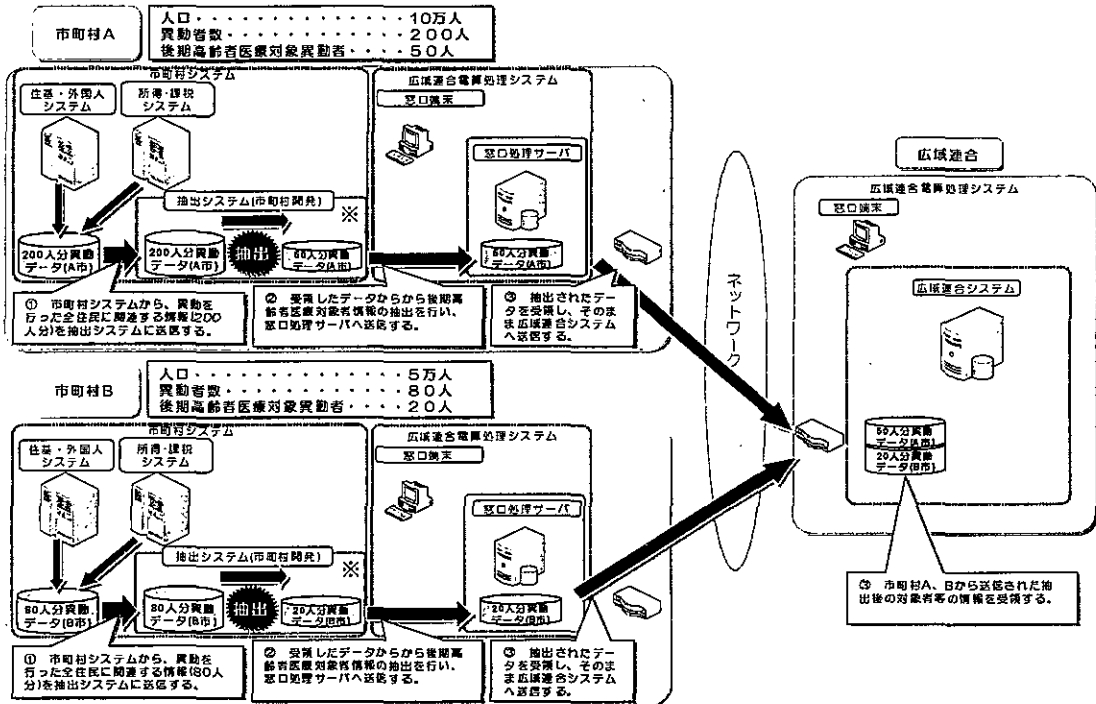 市町村A
人口・・・・・・・・・・・・・・10万人
異動者数・・・・・・・・・・・・200人
後期高齢者医療対象異動者・・・・50人
市町村システム
住基・外国人
システム
所得・課税
システム
抽出システム(市町村開発)
※
200人分異動
データ(A市)
200人分異動
データ(A市)
抽出
50人分異動
データ(A市)
広域連合電算処理システム
窓口端末
窓口処理サーバ
50人分異動
データ(A市)
① 市町村システムから、異動を
行った全住民に関連する情報(200
人分)を抽出システムに送信する。
② 受領したデータからから後期高
齢者医療対象者情報の抽出を行い、
窓口処理サーバへ送信する。
③ 抽出されたデー
タを受領し、そのま
ま広域連合システム
へ送信する。
市町村B
人口・・・・・・・・・・・・・・5万人
異動者数・・・・・・・・・・・・80人
後期高齢者医療対象異動者・・・・20人
市町村システム
住基・外国人
システム
所得・課税
システム
抽出システム(市町村開発)
※
80人分異動
データ(B市)
80人分異動
データ(B市)
抽出
20人分異動
データ(B市)
広域連合電算処理システム
窓口端末
窓口処理サーバ
20人分異動
データ(B市)
① 市町村システムから、異動を
行った全住民に関連する情報(80人
分)を抽出システムに送信する。
② 受領したデータからから後期高
齢者医療対象者情報の抽出を行い、
窓口処理サーバへ送信する。
③ 抽出されたデー
タを受領し、そのま
ま広域連合システム
へ送信する。
ネットワーク
広域連合
広域連合電算処理システム
窓口端末
広域連合システム
50人分異動
データ(A市)
20人分異動
データ(B市)
③ 市町村A、Bから送信された抽
出後の対象者等の情報を受領する。